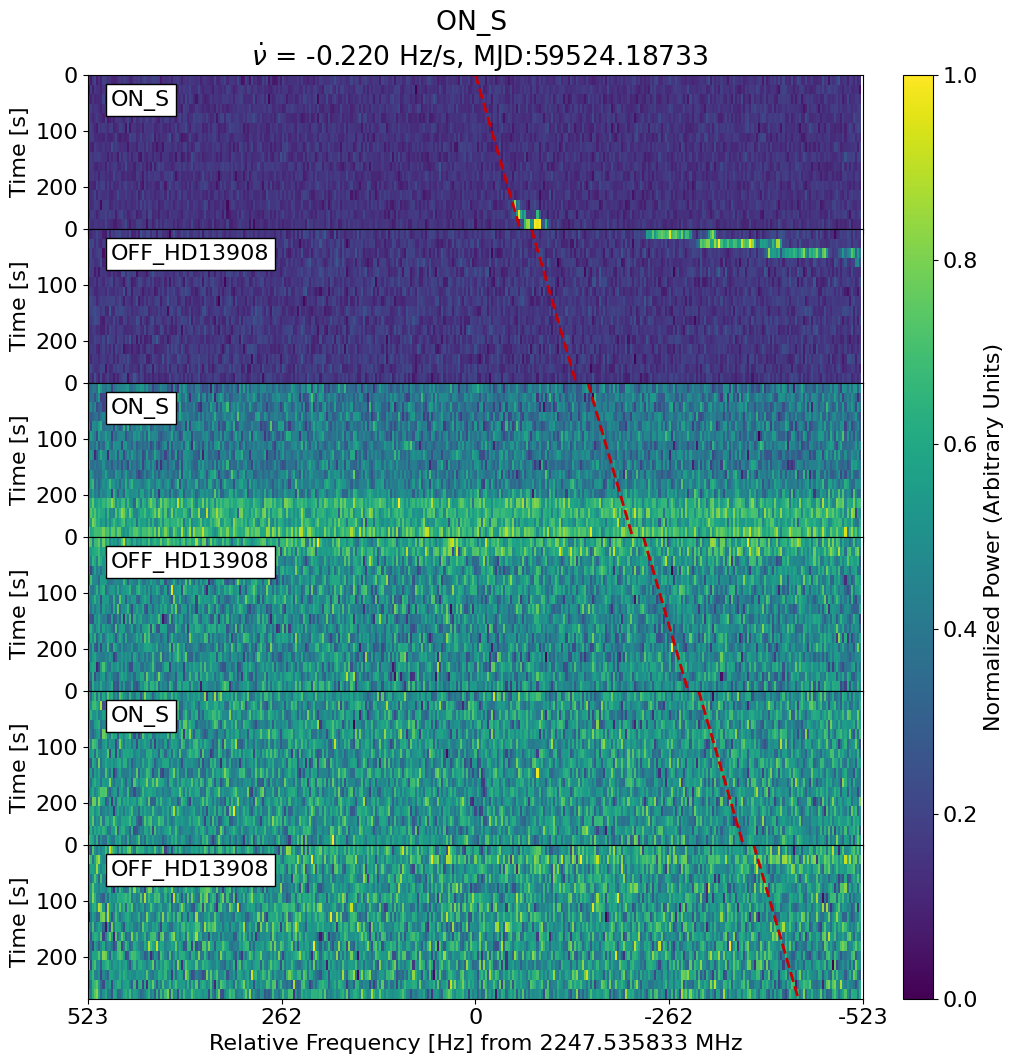 ON_S
ν̇ = -0.220 Hz/s, MJD:59524.18733
0
ON_S
100
Time [s]
200
0
OFF_HD13908
100
Time [s]
200
0
ON_S
100
Time [s]
200
0
OFF_HD13908
100
Time [s]
200
0
ON_S
100
Time [s]
200
0
OFF_HD13908
100
Time [s]
200
523 262 0 -262 -523
Relative Frequency [Hz] from 2247.535833 MHz
1.0
0.8
0.6
0.4
0.2
0.0
Normalized Power (Arbitrary Units)